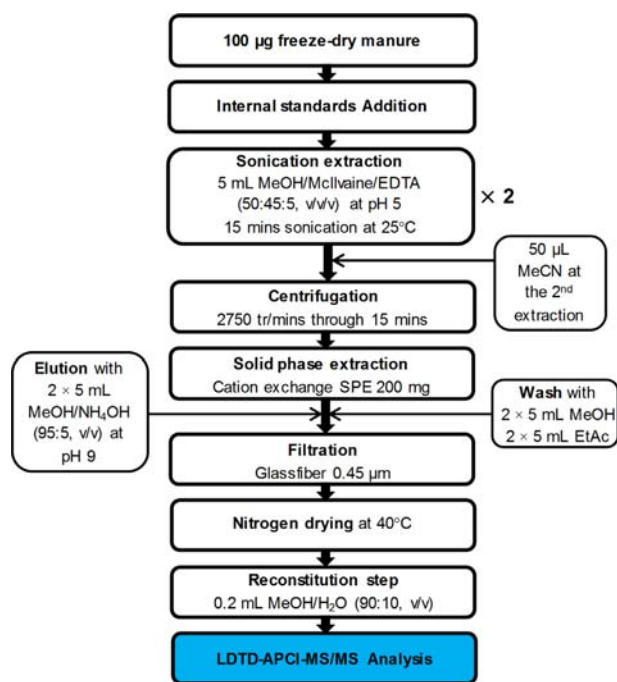 100 µg freeze-dry manure
Internal standards Addition
Sonication extraction
5 mL MeOH/McIlvaine/EDTA
(50:45:5, v/v/v) at pH 5
15 mins sonication at 25°C
× 2
50 µL
MeCN at
the 2nd
extraction
Centrifugation
2750 tr/mins through 15 mins
Solid phase extraction
Cation exchange SPE 200 mg
Elution with
2 × 5 mL
MeOH/NH₄OH
(95:5, v/v) at
pH 9
Wash with
2 × 5 mL MeOH
2 × 5 mL EtAc
Filtration
Glassfiber 0.45 µm
Nitrogen drying at 40°C
Reconstitution step
0.2 mL MeOH/H₂O (90:10, v/v)
LDTD-APCI-MS/MS Analysis